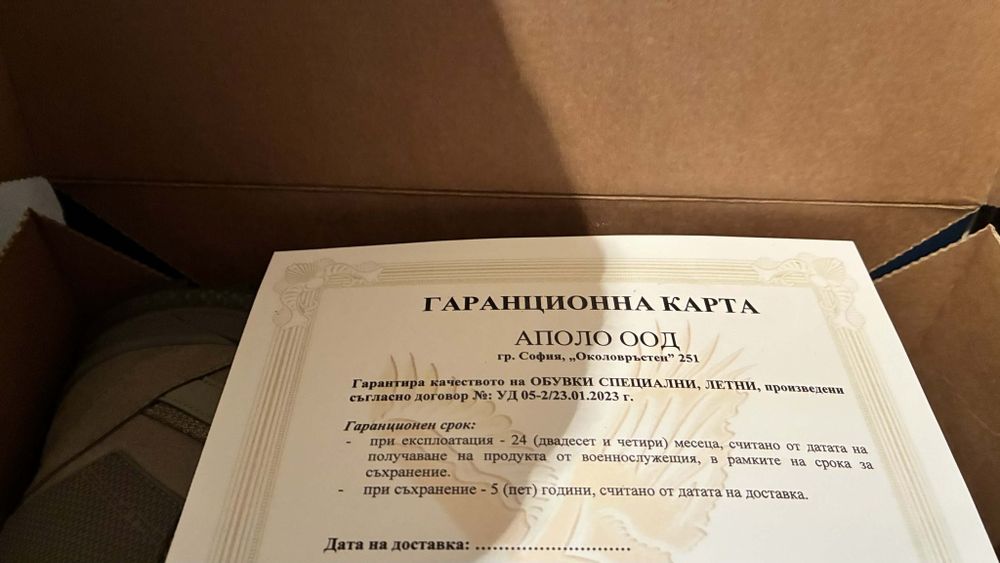 ГАРАНЦИОННА КАРТА
АПОЛО ООД
гр. София, „Околовръстен” 251
Гарантира качеството на ОБУВКИ СПЕЦИАЛНИ, ЛЕТНИ, произведени
съгласно договор №: УД 05-2/23.01.2023 г.
Гаранционен срок:
- при експлоатация - 24 (двадесет и четири) месеца, считано от датата на
получаване на продукта от военнослужещия, в рамките на срока за
съхранение.
- при съхранение - 5 (пет) години, считано от датата на доставка.
Дата на доставка: ............................